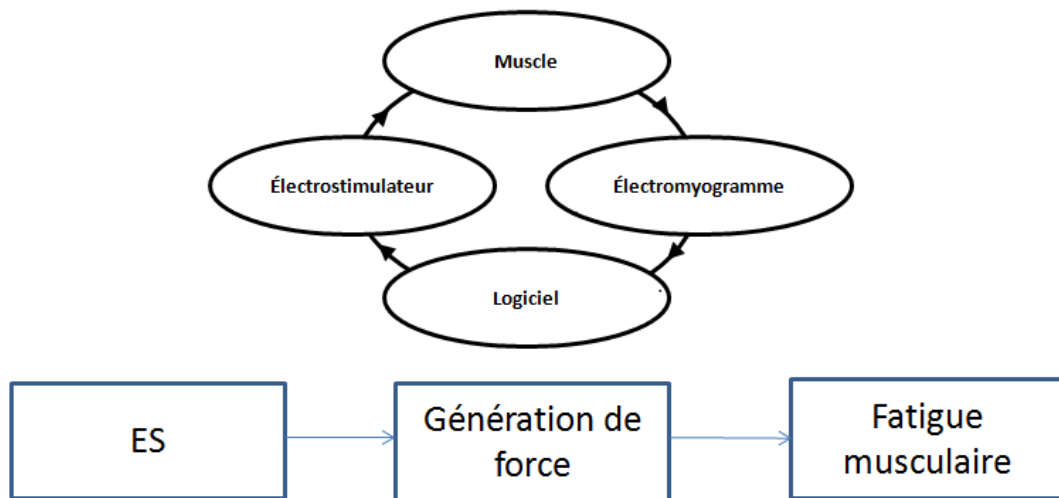 Muscle
Électrostimulateur
Électromyogramme
Logiciel
ES
Génération de
force
Fatigue
musculaire